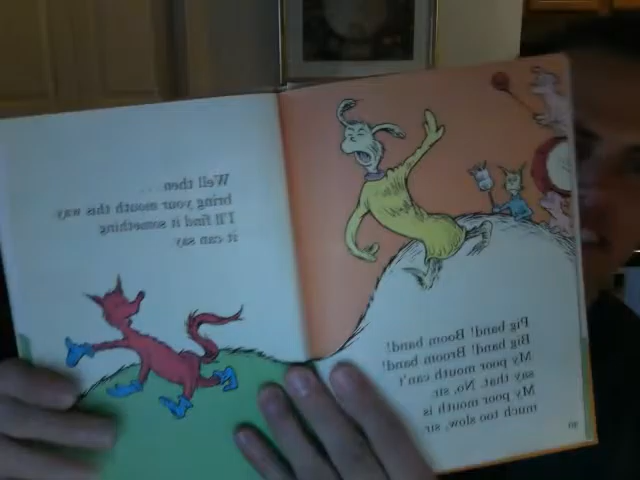 Well then...
bring your mouth this way
I'll find it something
it can say
Pig band! Boom band!
Big band! Broom band!
My poor mouth can't
say that. No, sir.
My poor mouth is
much too slow, sir